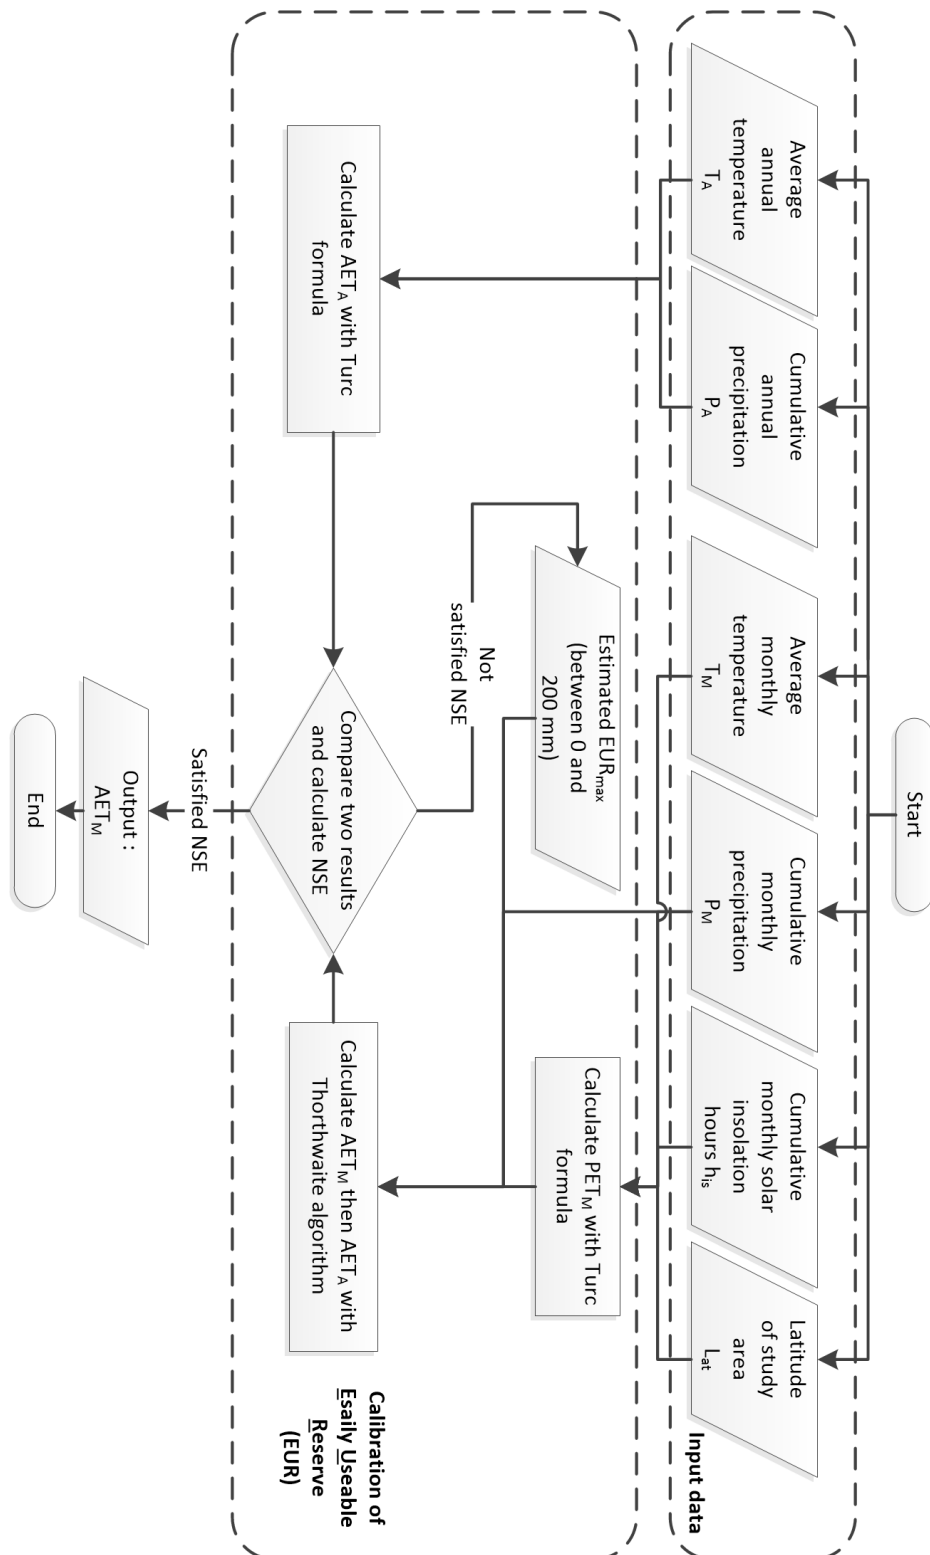 Start
Average
annual
temperature
T_A
Cumulative
annual
precipitation
P_A
Average
monthly
temperature
T_M
Cumulative
monthly
precipitation
P_M
Cumulative
monthly solar
insolation
hours h_is
Latitude
of study
area
L_at
Input data
Estimated EUR_max
(between 0 and
200 mm)
Calculate PET_M with Turc
formula
Not
satisfied NSE
Calculate AET_A with Turc
formula
Compare two results
and calculate NSE
Calculate AET_M then AET_A with
Thorthwaite algorithm
Calibration of
Esaily Useable
Reserve
(EUR)
Satisfied NSE
Output :
AET_M
End